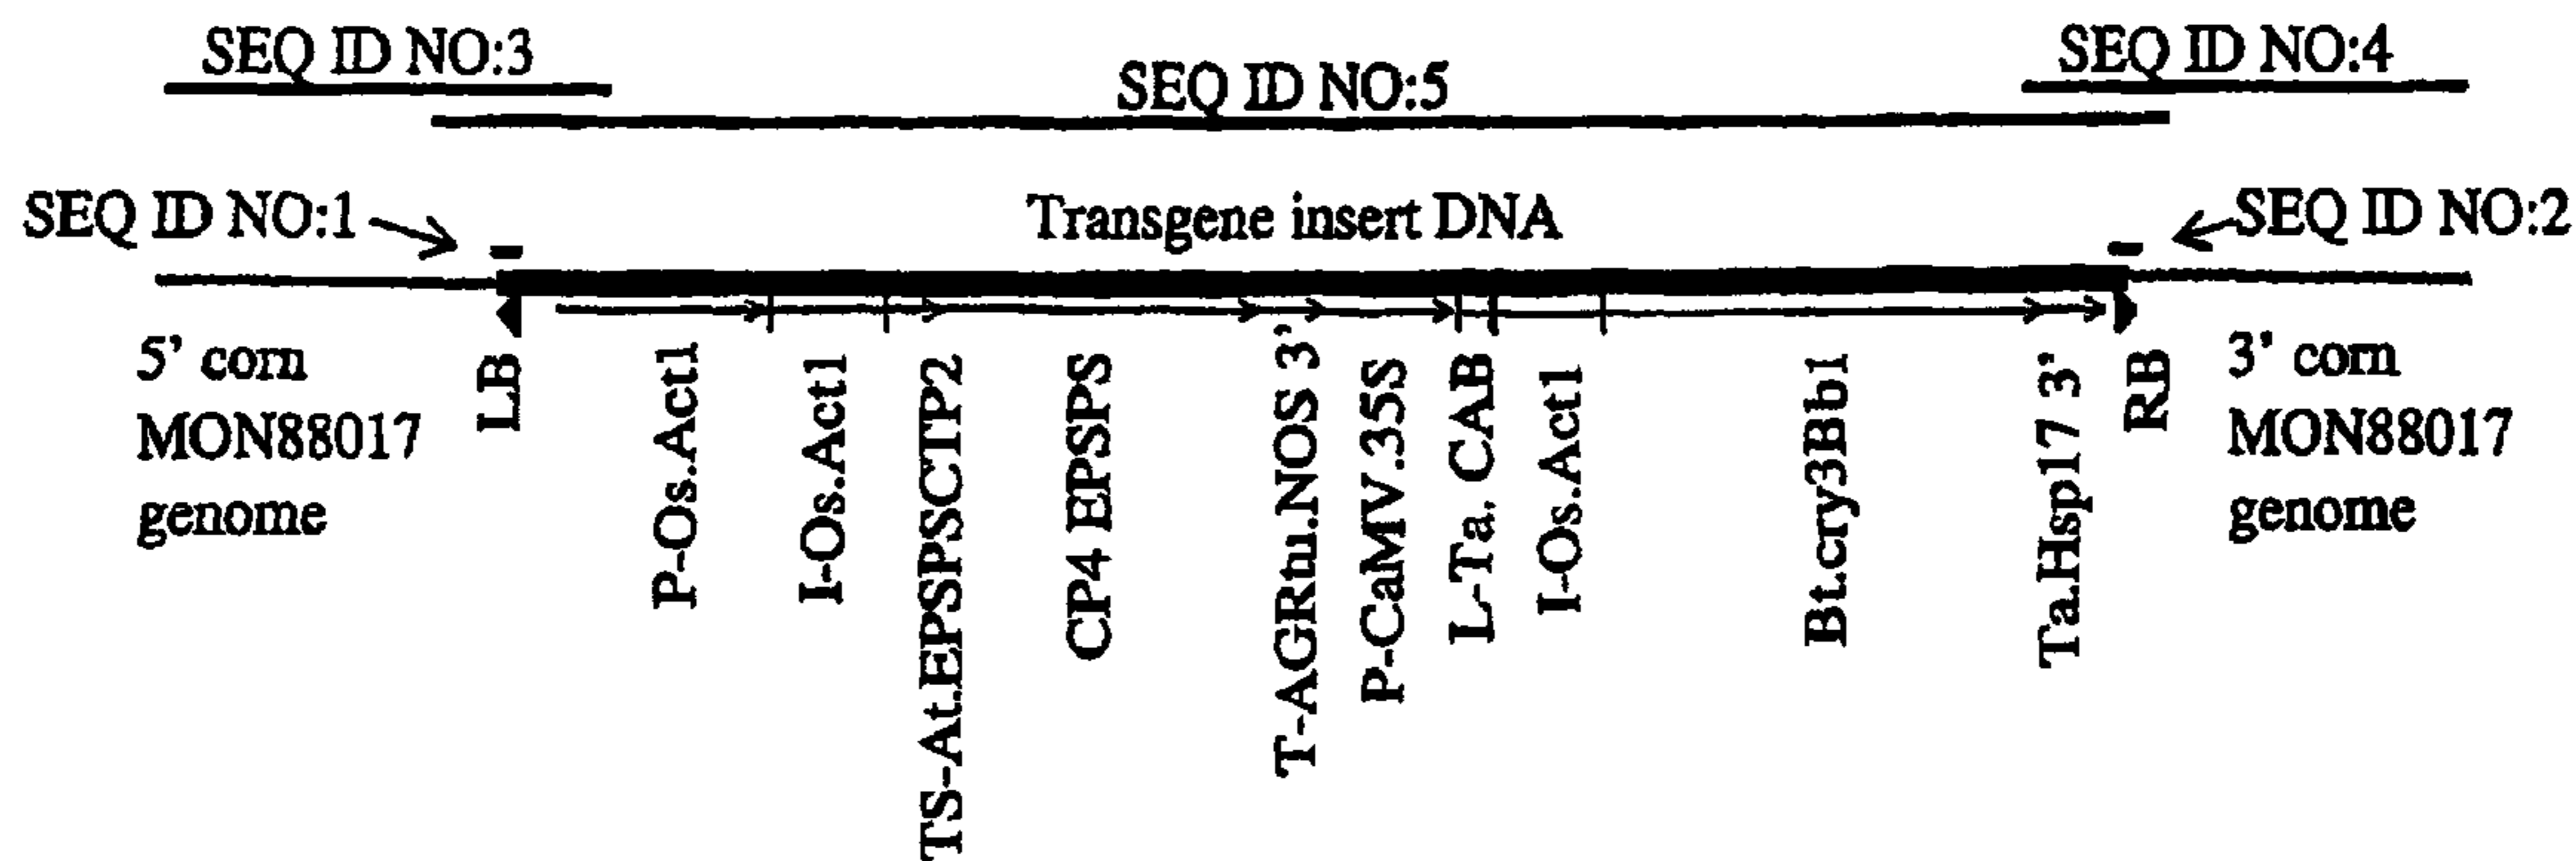 SEQ ID NO:3
SEQ ID NO:4
SEQ ID NO:5
SEQ ID NO:1
Transgene insert DNA
SEQ ID NO:2
5' corn
MON88017
genome
LB
P-Os.Act1
I-Os.Act1
TS-At.EPSPSCTP2
CP4 EPSPS
T-AGRtu.NOS 3'
P-CaMV.35S
L-Ta. CAB
I-Os.Act1
Bt.cry3Bb1
Ta.Hsp17 3'
RB
3' corn
MON88017
genome